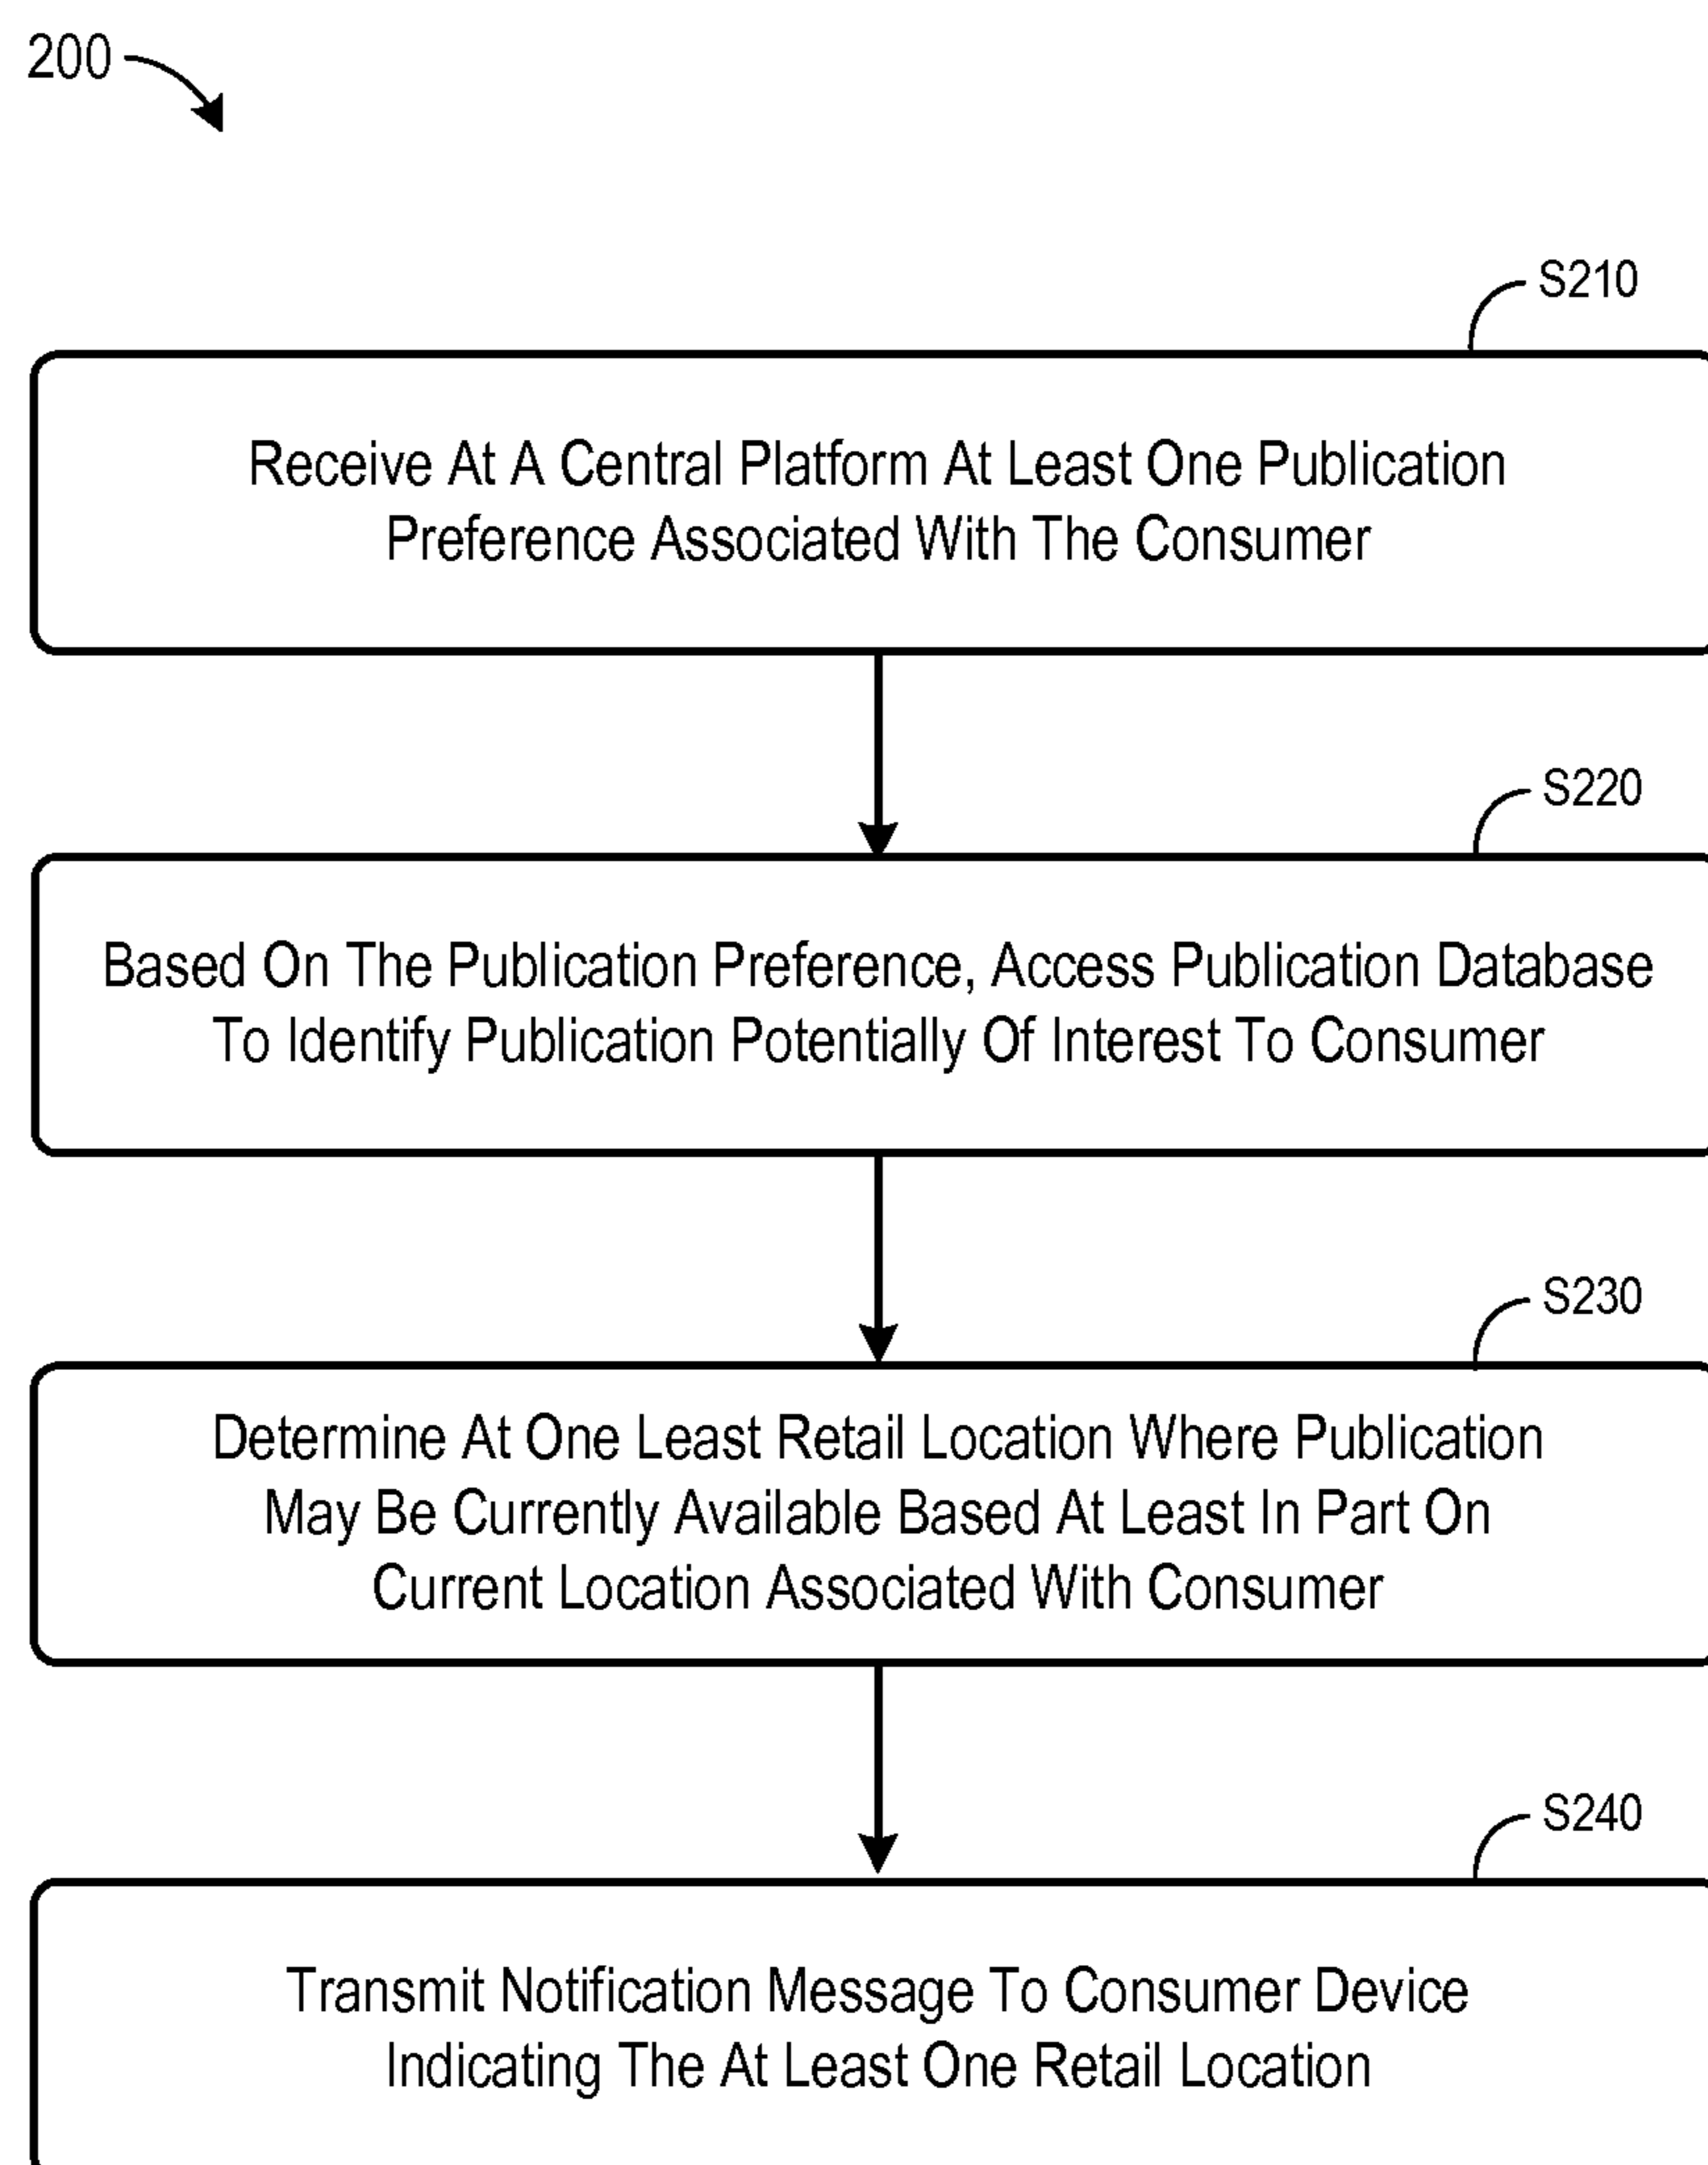 200
S210
Receive At A Central Platform At Least One Publication
Preference Associated With The Consumer
S220
Based On The Publication Preference, Access Publication Database
To Identify Publication Potentially Of Interest To Consumer
S230
Determine At One Least Retail Location Where Publication
May Be Currently Available Based At Least In Part On
Current Location Associated With Consumer
S240
Transmit Notification Message To Consumer Device
Indicating The At Least One Retail Location